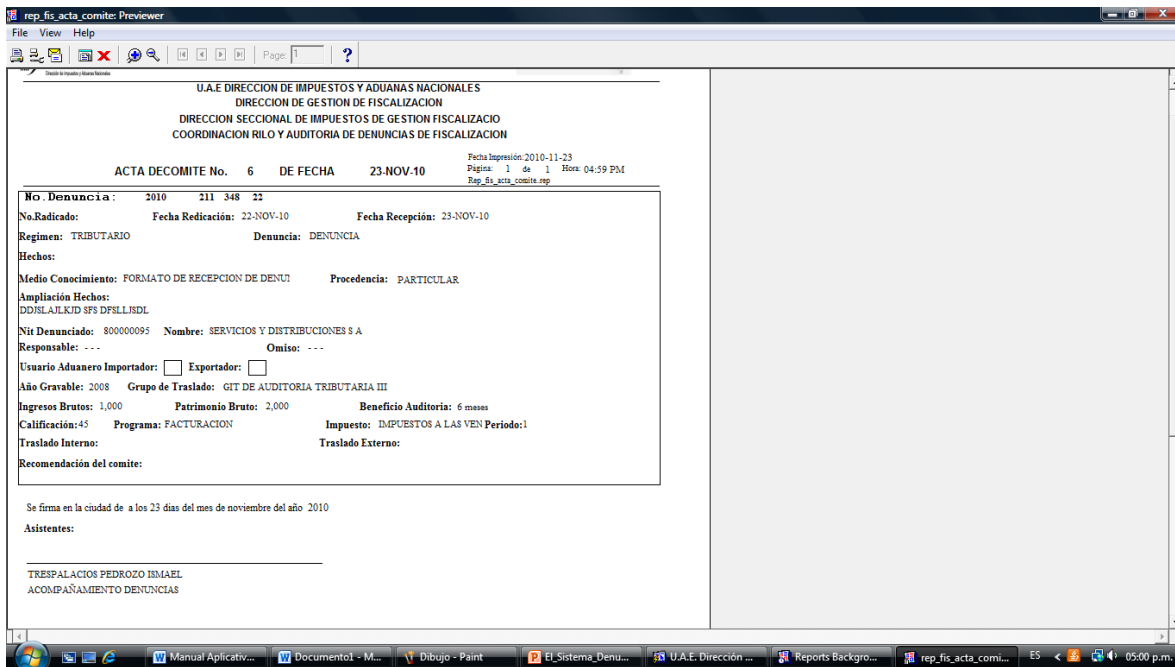 rep_fis_acta_comite: Previewer
File View Help
Page: 1 ?
Dirección de Impuestos y Aduanas Nacionales
U.A.E DIRECCION DE IMPUESTOS Y ADUANAS NACIONALES
DIRECCION DE GESTION DE FISCALIZACION
DIRECCION SECCIONAL DE IMPUESTOS DE GESTION FISCALIZACIO
COORDINACION RILO Y AUDITORIA DE DENUNCIAS DE FISCALIZACION
Fecha Impresión:2010-11-23
ACTA DECOMITE No. 6 DE FECHA 23-NOV-10 Página: 1 de 1 Hora: 04:59 PM
Rep_fis_acta_comite.rep
No.Denuncia: 2010 211 348 22
No.Radicado: Fecha Redicación: 22-NOV-10 Fecha Recepción: 23-NOV-10
Regimen: TRIBUTARIO Denuncia: DENUNCIA
Hechos:
Medio Conocimiento: FORMATO DE RECEPCION DE DENU Procedencia: PARTICULAR
Ampliación Hechos:
DDJSLAJLKJD SFS DFSLLJSDL
Nit Denunciado: 800000095 Nombre: SERVICIOS Y DISTRIBUCIONES S A
Responsable: - - - Omiso: - - -
Usuario Aduanero Importador: Exportador:
Año Gravable: 2008 Grupo de Traslado: GIT DE AUDITORIA TRIBUTARIA III
Ingresos Brutos: 1,000 Patrimonio Bruto: 2,000 Beneficio Auditoria: 6 meses
Calificación:45 Programa: FACTURACION Impuesto: IMPUESTOS A LAS VEN Periodo:1
Traslado Interno: Traslado Externo:
Recomendación del comite:
Se firma en la ciudad de a los 23 dias del mes de noviembre del año 2010
Asistentes:
TRESPALACIOS PEDROZO ISMAEL
ACOMPAÑAMIENTO DENUNCIAS
Manual Aplicativ... Documento1 - M... Dibujo - Paint El_Sistema_Denu... U.A.E. Dirección ... Reports Backgro... rep_fis_acta_comi... ES 05:00 p.m.